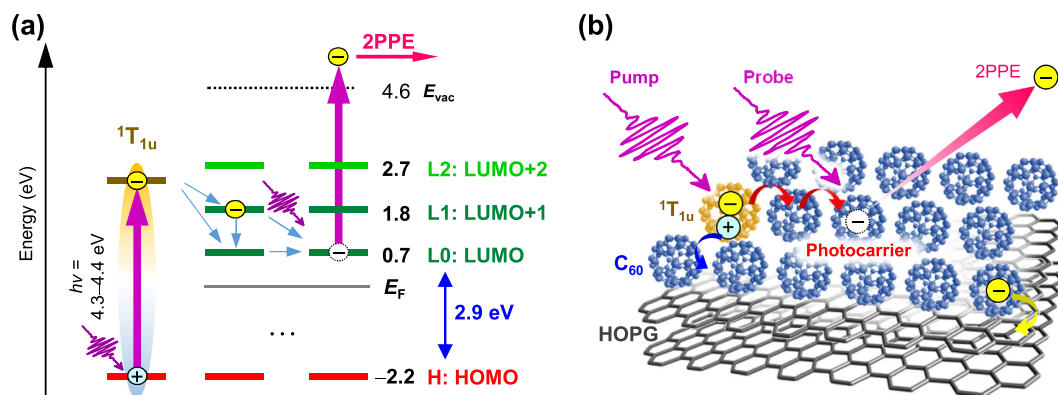 (a)
2PPE
4.6 Evac
¹T1u
2.7 L2: LUMO+2
1.8 L1: LUMO+1
0.7 L0: LUMO
EF
2.9 eV
...
−2.2 H: HOMO
Energy (eV)
hν =
4.3–4.4 eV
(b)
Pump
Probe
2PPE
¹T1u
Photocarrier
C60
HOPG